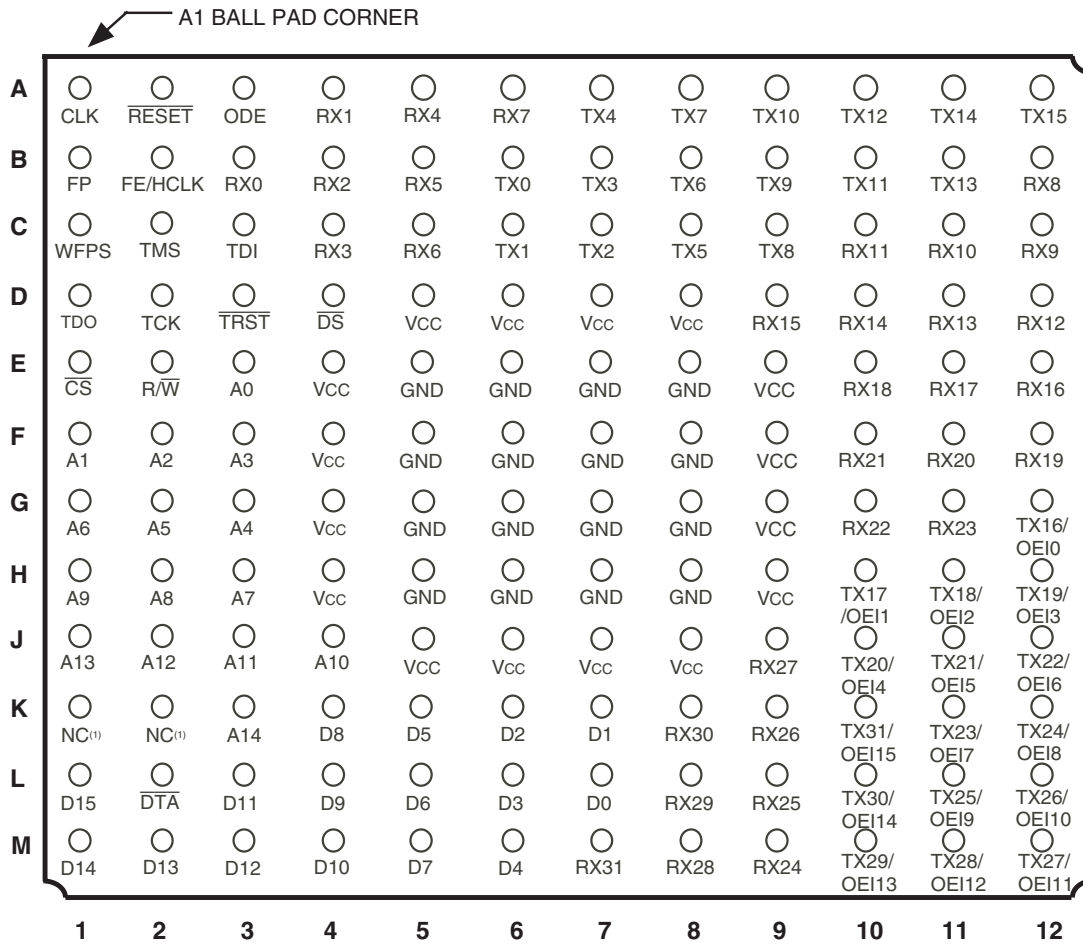 A1 BALL PAD CORNER
A
CLK RESET ODE RX1 RX4 RX7 TX4 TX7 TX10 TX12 TX14 TX15
B
FP FE/HCLK RX0 RX2 RX5 TX0 TX3 TX6 TX9 TX11 TX13 RX8
C
WFPS TMS TDI RX3 RX6 TX1 TX2 TX5 TX8 RX11 RX10 RX9
D
TDO TCK TRST DS VCC VCC VCC VCC RX15 RX14 RX13 RX12
E
CS R/W A0 VCC GND GND GND GND VCC RX18 RX17 RX16
F
A1 A2 A3 VCC GND GND GND GND VCC RX21 RX20 RX19
G
A6 A5 A4 VCC GND GND GND GND VCC RX22 RX23 TX16/
OEI0
H
A9 A8 A7 VCC GND GND GND GND VCC TX17 TX18/ TX19/
/OEI1 OEI2 OEI3
J
A13 A12 A11 A10 VCC VCC VCC VCC RX27 TX20/ TX21/ TX22/
OEI4 OEI5 OEI6
K
NC(1) NC(1) A14 D8 D5 D2 D1 RX30 RX26 TX31/ TX23/ TX24/
OEI15 OEI7 OEI8
L
D15 DTA D11 D9 D6 D3 D0 RX29 RX25 TX30/ TX25/ TX26/
OEI14 OEI9 OEI10
M
D14 D13 D12 D10 D7 D4 RX31 RX28 RX24 TX29/ TX28/ TX27/
OEI13 OEI12 OEI11
1 2 3 4 5 6 7 8 9 10 11 12